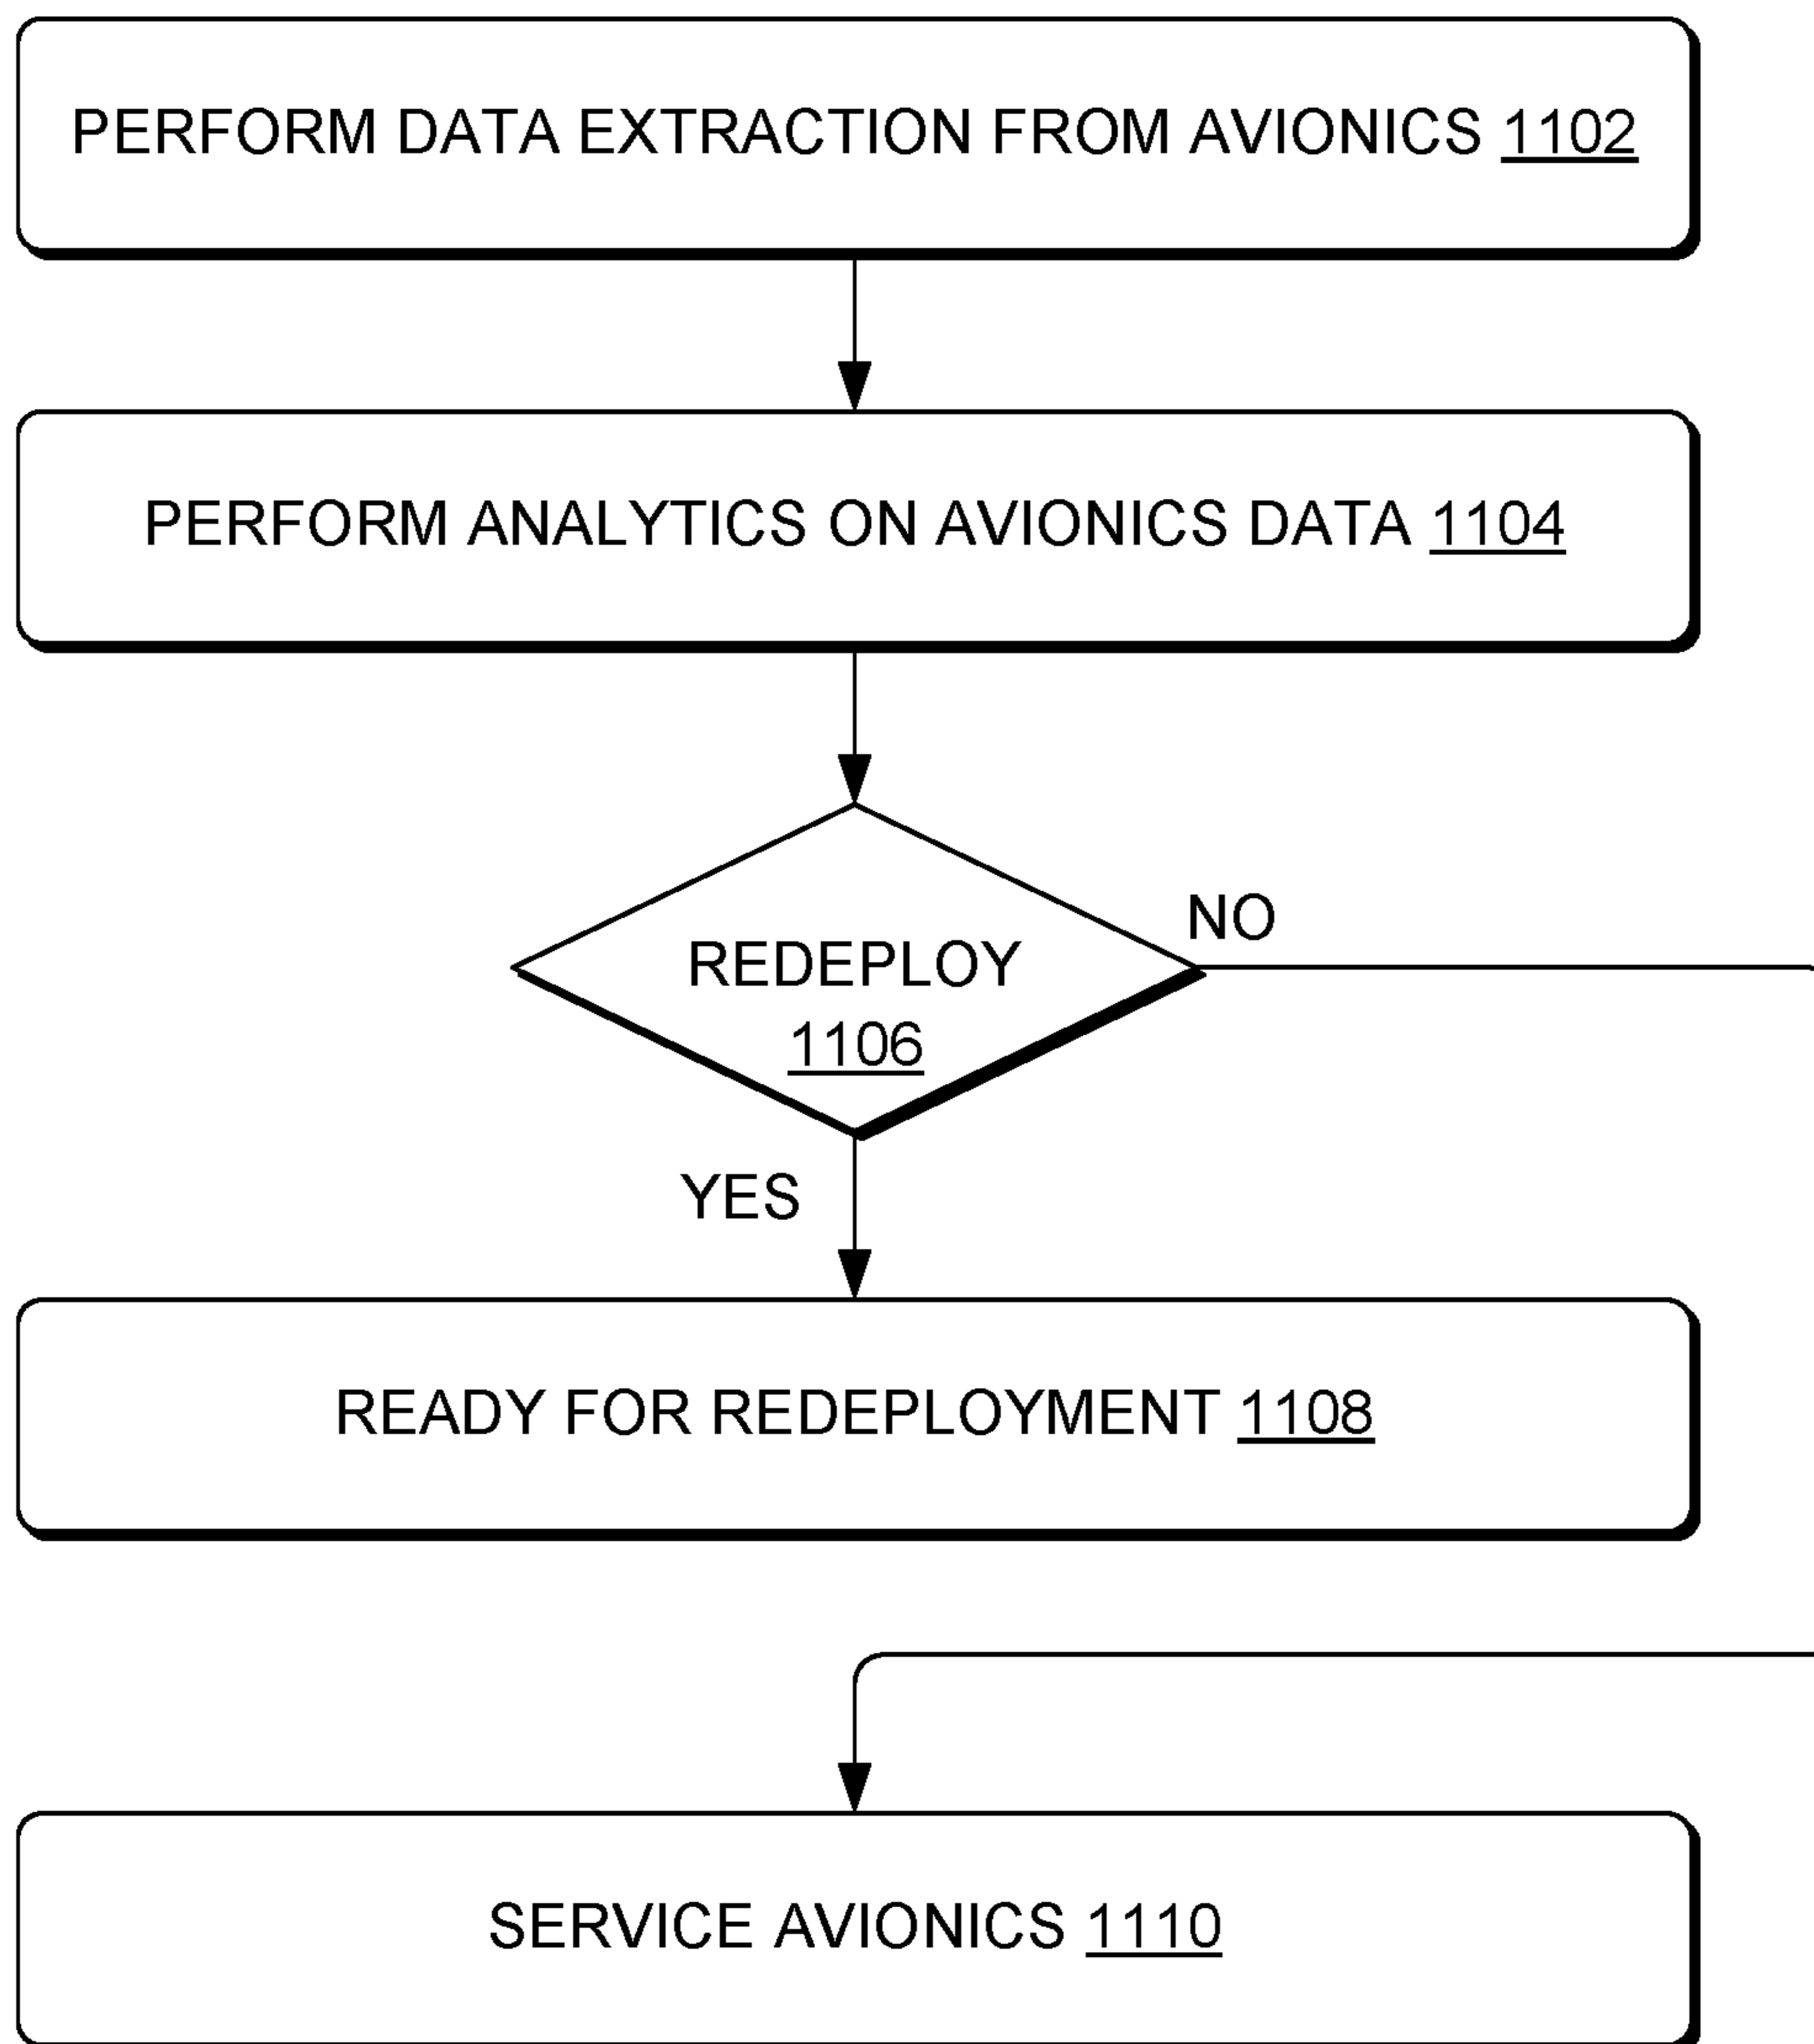 PERFORM DATA EXTRACTION FROM AVIONICS 1102
PERFORM ANALYTICS ON AVIONICS DATA 1104
NO
REDEPLOY
1106
YES
READY FOR REDEPLOYMENT 1108
SERVICE AVIONICS 1110